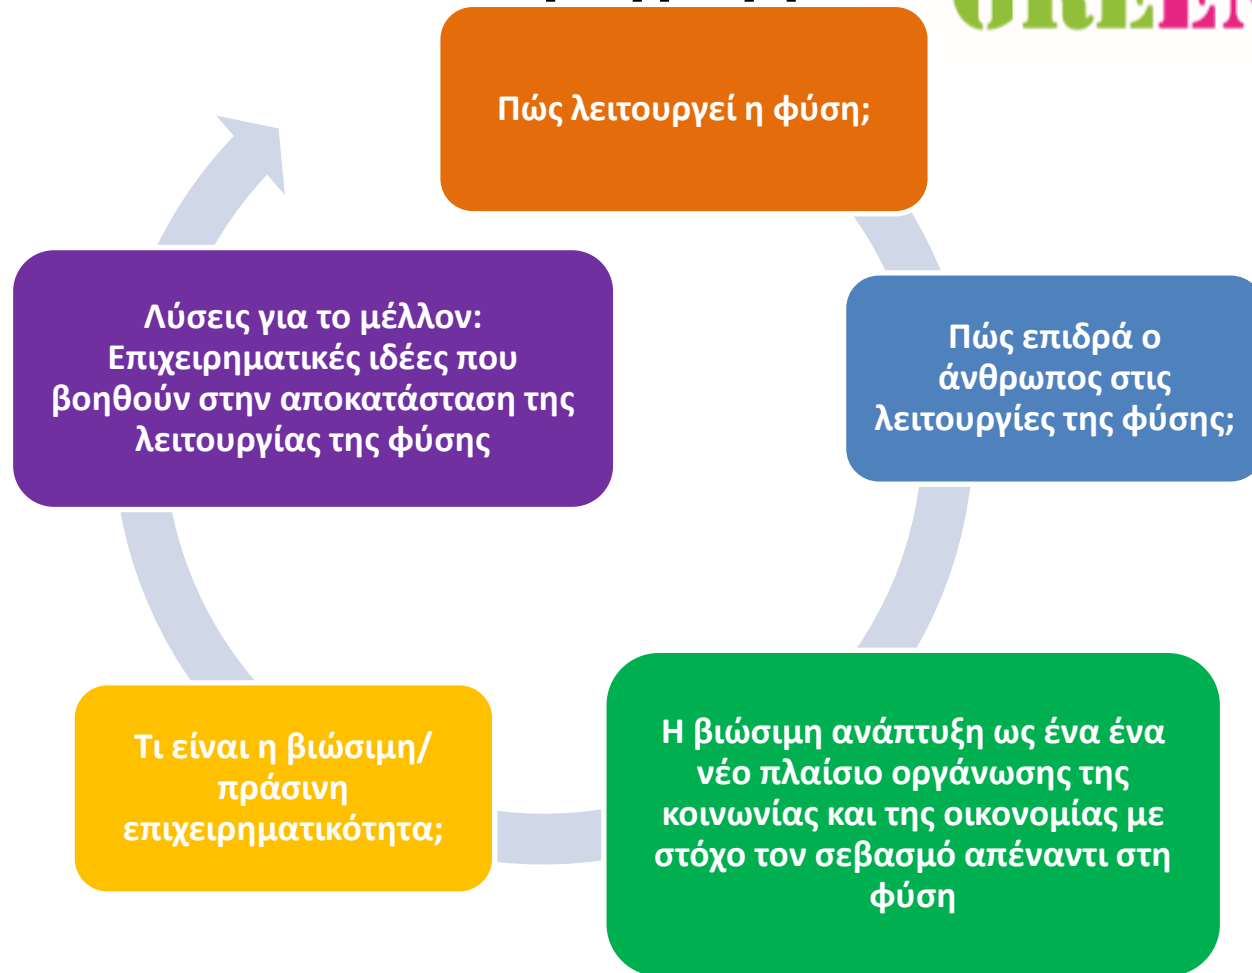 Πώς λειτουργεί η φύση;
Πώς επιδρά ο
άνθρωπος στις
λειτουργίες της φύσης;
Η βιώσιμη ανάπτυξη ως ένα ένα
νέο πλαίσιο οργάνωσης της
κοινωνίας και της οικονομίας με
στόχο τον σεβασμό απέναντι στη
φύση
Τι είναι η βιώσιμη/
πράσινη
επιχειρηματικότητα;
Λύσεις για το μέλλον:
Επιχειρηματικές ιδέες που
βοηθούν στην αποκατάσταση της
λειτουργίας της φύσης